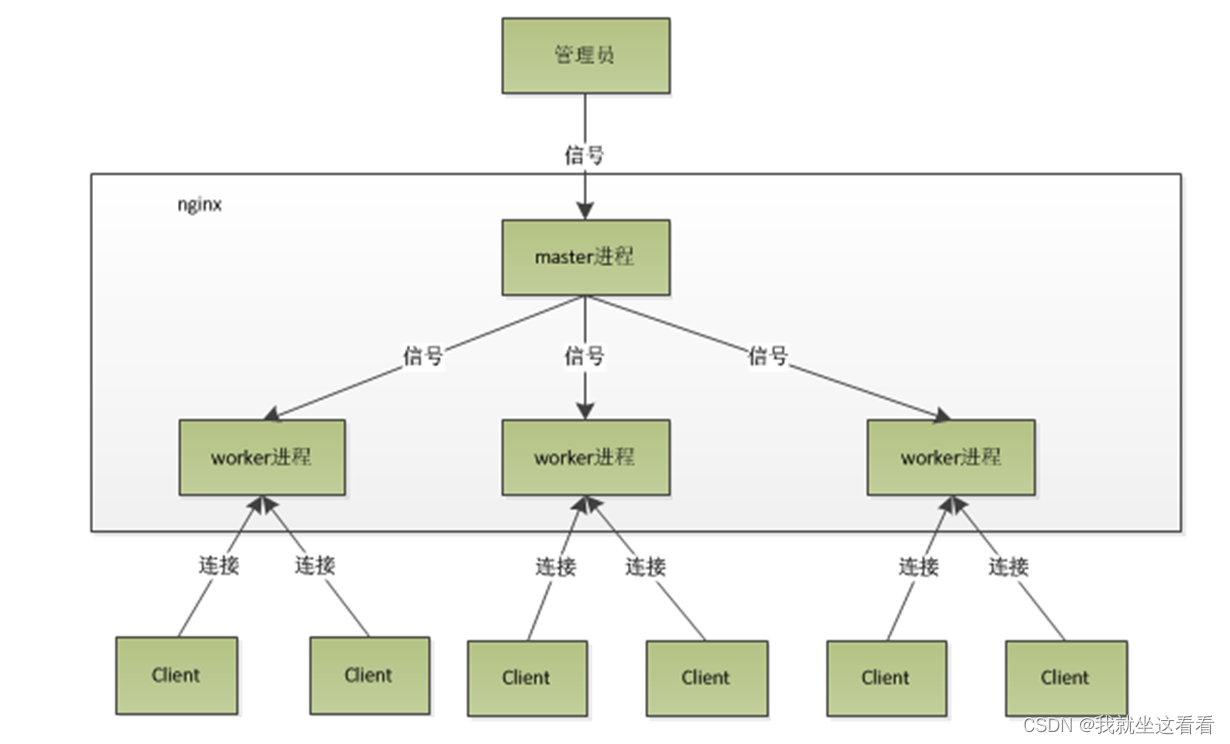 管理员
信号
nginx
master进程
信号 信号 信号
worker进程 worker进程 worker进程
连接 连接 连接 连接 连接 连接
Client Client Client Client Client Client
CSDN @我就坐这看看